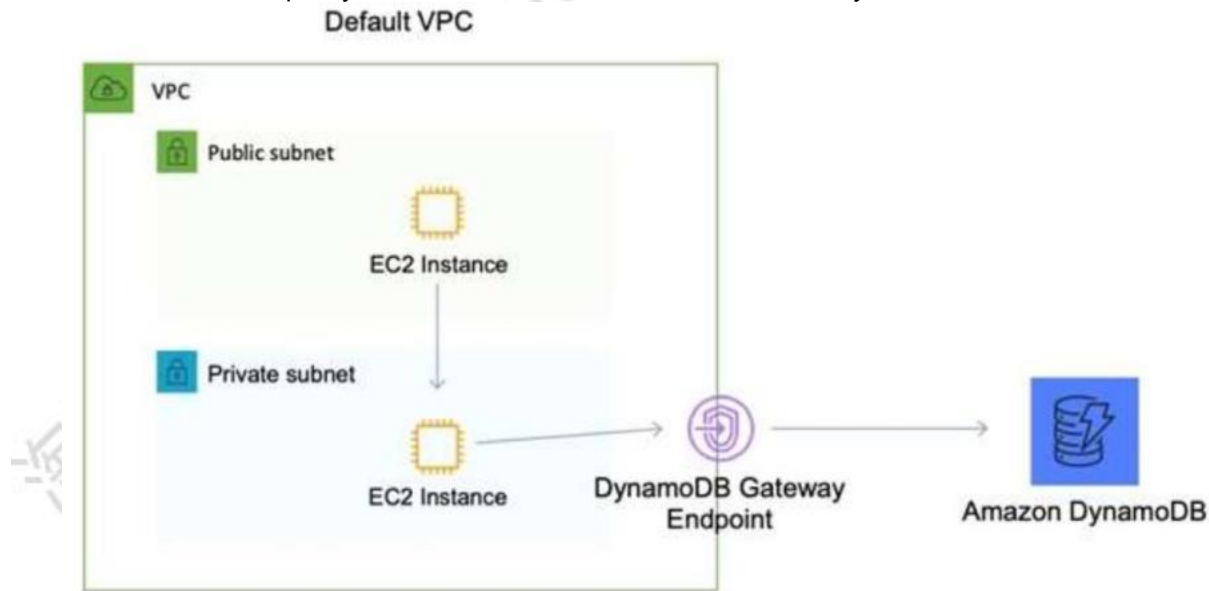 Default VPC
VPC
Public subnet
EC2 Instance
Private subnet
EC2 Instance
DynamoDB Gateway
Endpoint
Amazon DynamoDB